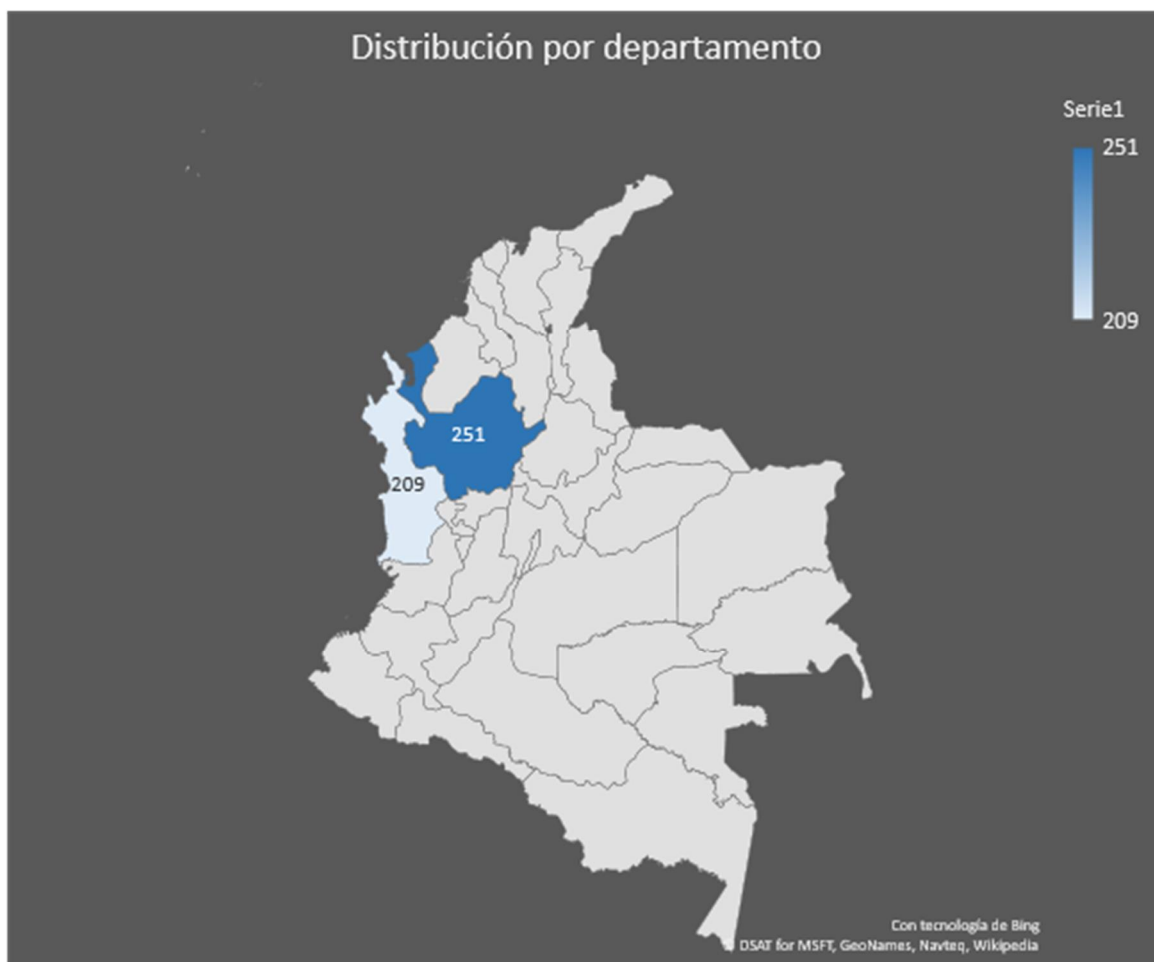 Distribución por departamento
Serie1
251
209
251
209
Con tecnología de Bing
DSAT for MSFT, GeoNames, Navteq, Wikipedia